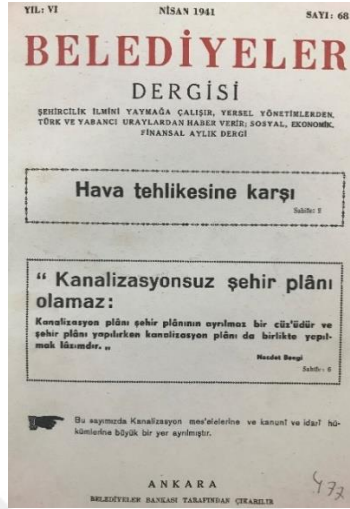 YIL: VI NİSAN 1941 SAYI: 68
BELEDİYELER
DERGİSİ
ŞEHİRCİLİK İLMİNİ YAYMAĞA ÇALIŞIR, YERSEL YÖNETİMLERDEN,
TÜRK VE YABANCI URAYLARDAN HABER VERİR; SOSYAL, EKONOMİK,
FİNANSAL AYLIK DERGİ
Hava tehlikesine karşı
Sahife:
“ Kanalizasyonsuz şehir plânı
olamaz:
Kanalizasyon plânı şehir plânının ayrılmaz bir cüz'üdür ve
şehir plânı yapılırken kanalizasyon plânı da birlikte yapıl-
mak lâzımdır. „
Sahife: 6
Bu sayımızda Kanalizasyon mes'elelerine ve kanunî ve idarî hü-
kümlerine büyük bir yer ayrılmıştır.
ANKARA
BELEDİYELER BANKASI TARAFINDAN ÇIKARILIR